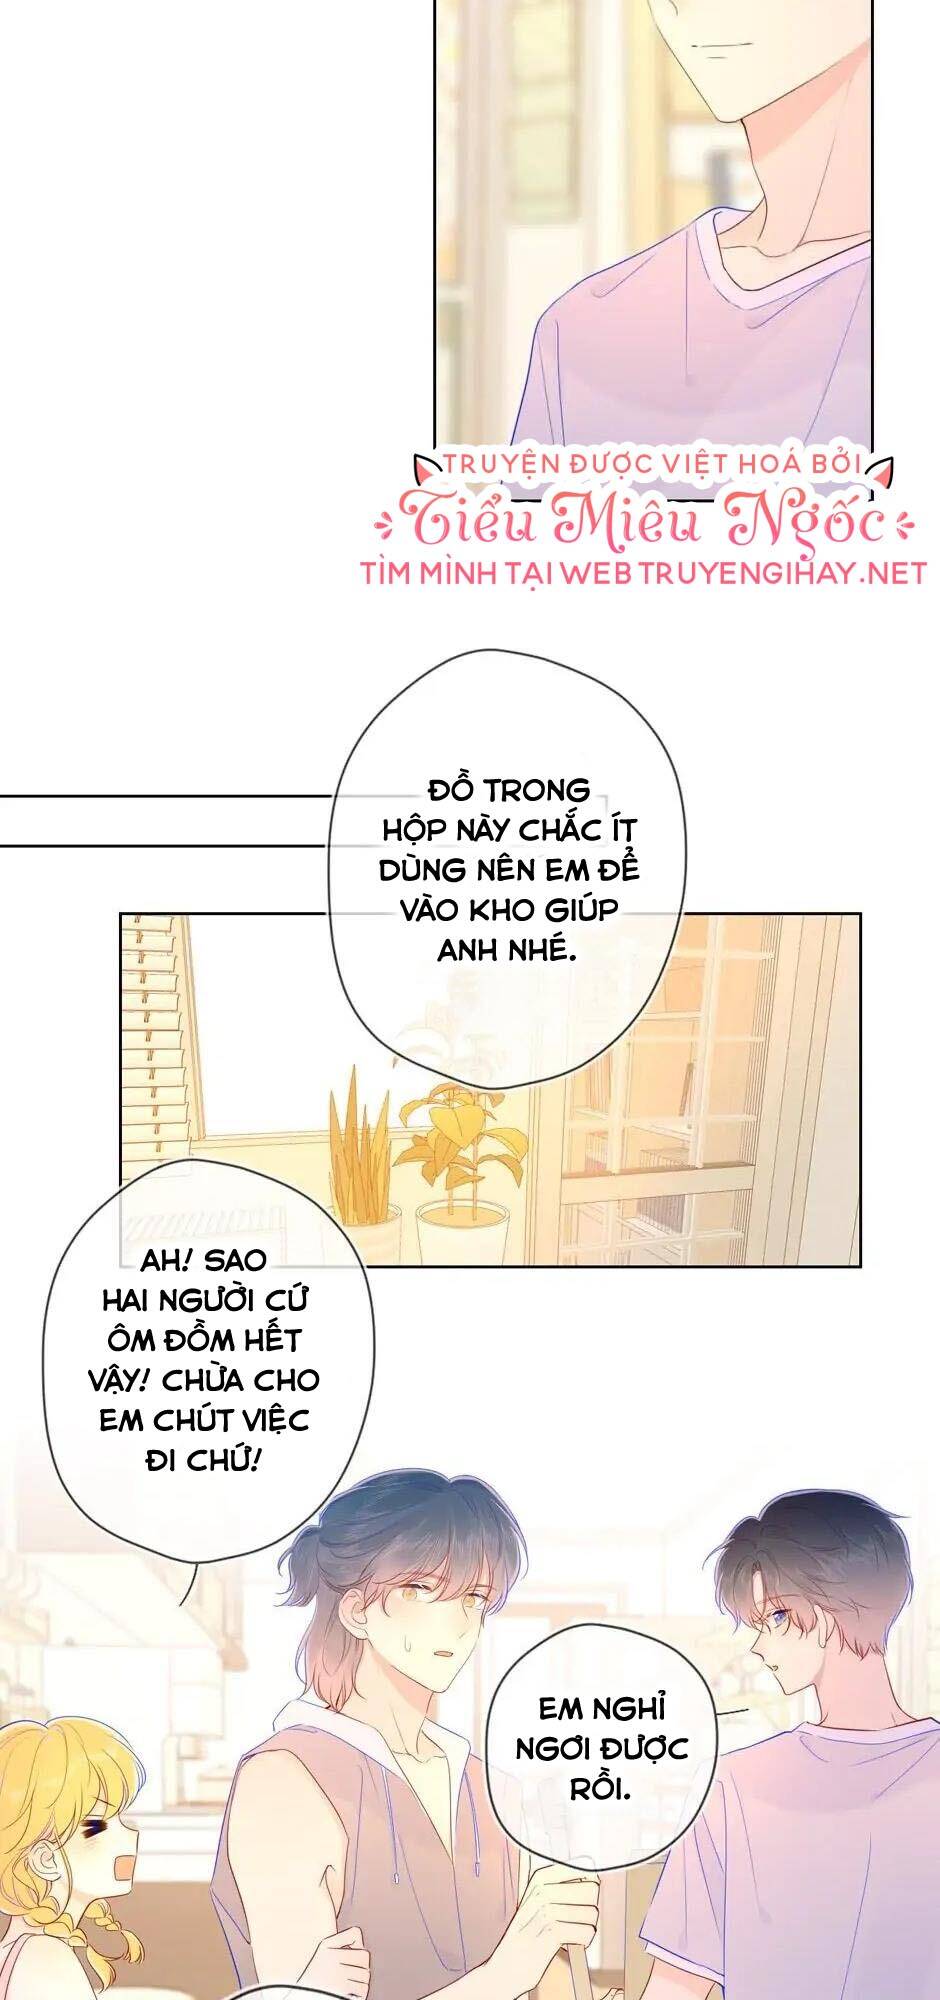 TRUYỆN ĐƯỢC VIỆT HOÁ BỞI
Tiểu Miêu Ngốc
TÌM MÌNH TẠI WEB TRUYENGIHAY.NET
ĐỒ TRONG
HỘP NÀY CHẮC ÍT
DÙNG NÊN EM ĐỂ
VÀO KHO GIÚP
ANH NHÉ.
AH! SAO
HAI NGƯỜI CỨ
ÔM ĐỒM HẾT
VẬY! CHỪA CHO
EM CHÚT VIỆC
ĐI CHỨ!
EM NGHỈ
NGƠI ĐƯỢC
RỒI.